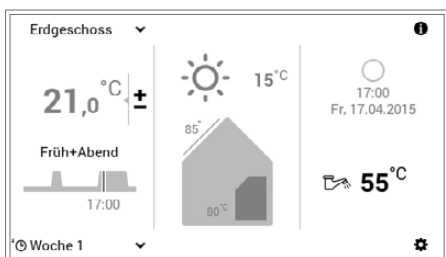 Erdgeschoss
21,0°C ±
Früh+Abend
17:00
Woche 1
15°C
85°
80°C
17:00
Fr, 17.04.2015
55°C